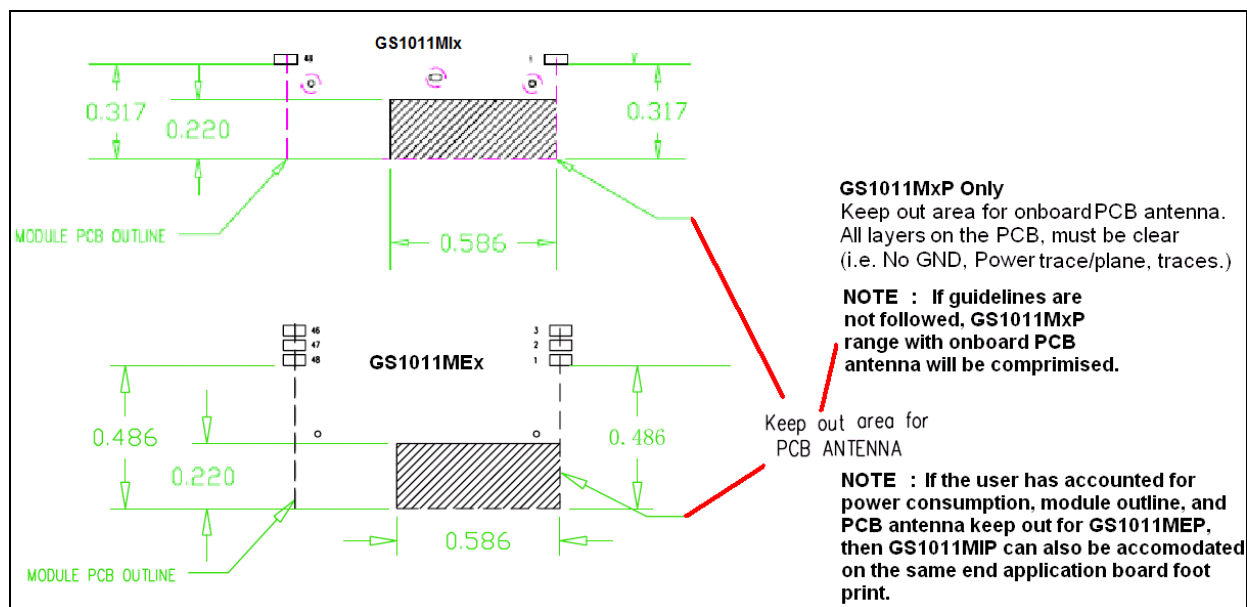 GS1011MIx
48
1
0.317
0.220
0.317
MODULE PCB OUTLINE
0.586
GS1011MxP Only
Keep out area for onboard PCB antenna.
All layers on the PCB, must be clear
(i.e. No GND, Power trace/plane, traces.)
NOTE : If guidelines are
not followed, GS1011MxP
range with onboard PCB
antenna will be comprimised.
46
47
48
GS1011MEx
3
2
1
0.486
0.220
0.486
0.586
MODULE PCB OUTLINE
Keep out area for
PCB ANTENNA
NOTE : If the user has accounted for
power consumption, module outline, and
PCB antenna keep out for GS1011MEP,
then GS1011MIP can also be accomodated
on the same end application board foot
print.